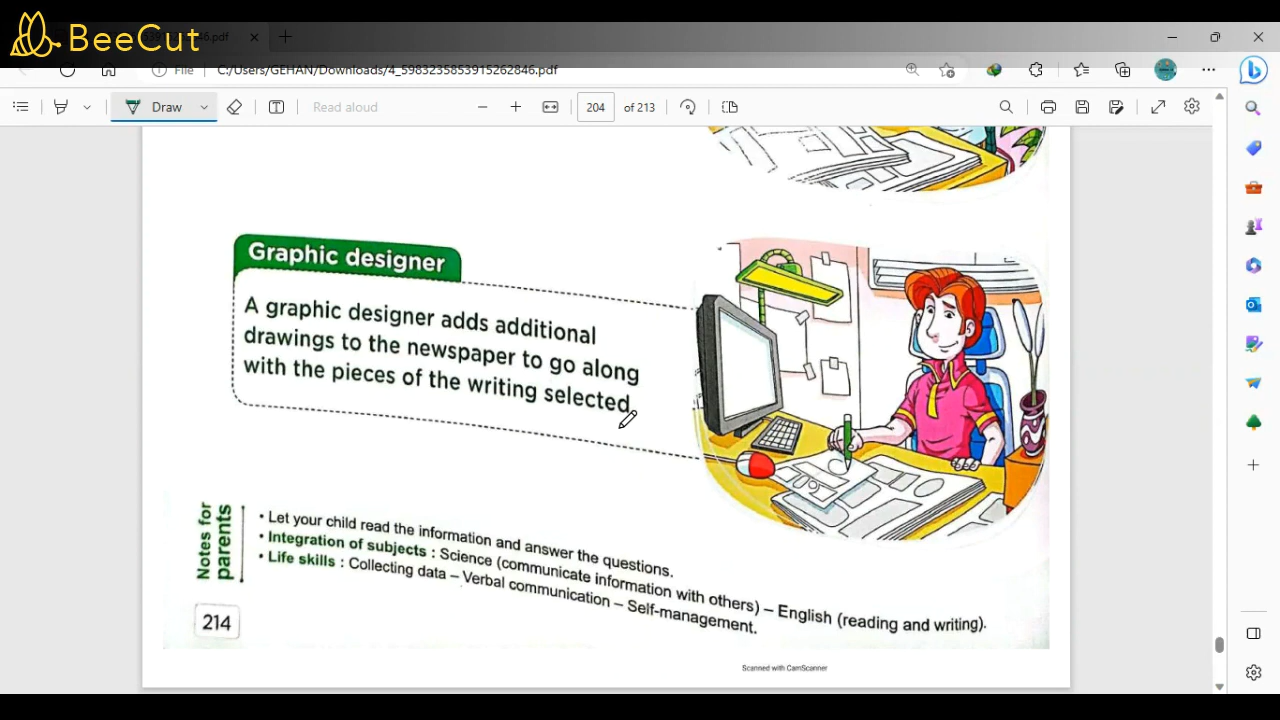 BeeCut
File C:/Users/GEHAN/Downloads/4_5983235853915262846.pdf
Draw Read aloud 204 of 213
Graphic designer
A graphic designer adds additional
drawings to the newspaper to go along
with the pieces of the writing selected.
Notes for
parents
• Let your child read the information and answer the questions.
• Integration of subjects : Science (communicate information with others) – English (reading and writing).
• Life skills : Collecting data – Verbal communication – Self-management.
214
Scanned with CamScanner